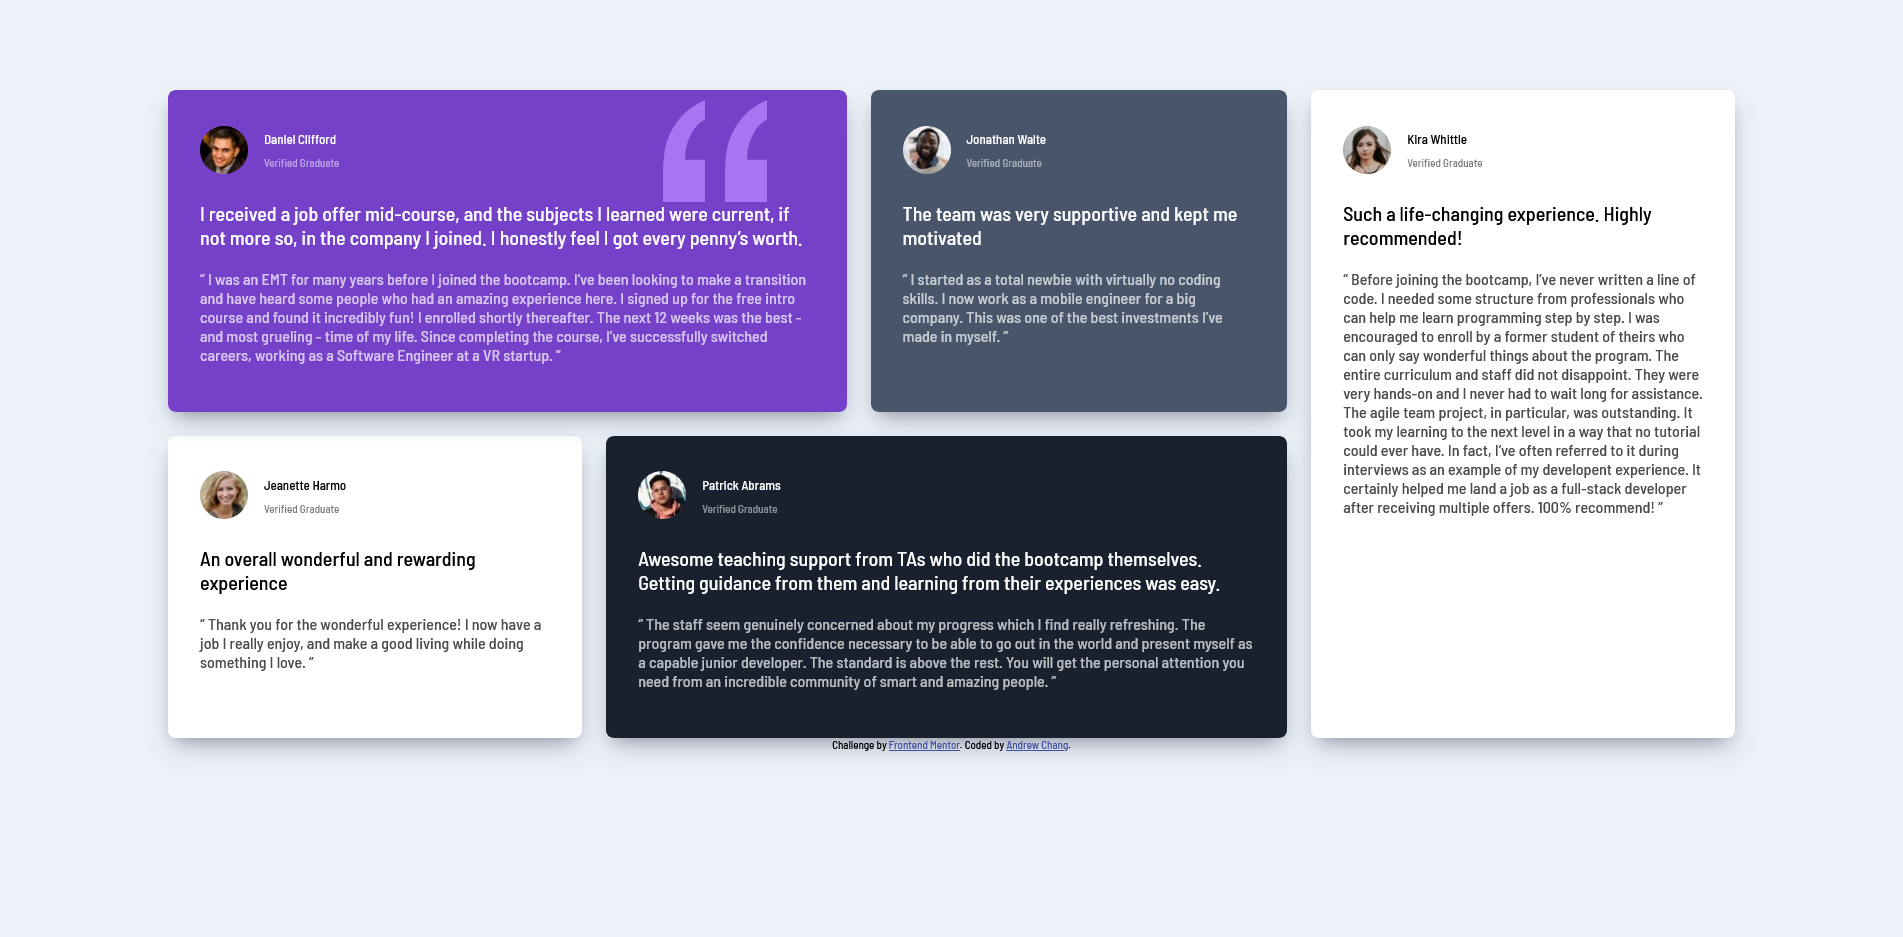 Daniel Clifford
Verified Graduate
I received a job offer mid-course, and the subjects I learned were current, if
not more so, in the company I joined. I honestly feel I got every penny’s worth.
“ I was an EMT for many years before I joined the bootcamp. I’ve been looking to make a transition
and have heard some people who had an amazing experience here. I signed up for the free intro
course and found it incredibly fun! I enrolled shortly thereafter. The next 12 weeks was the best -
and most grueling - time of my life. Since completing the course, I’ve successfully switched
careers, working as a Software Engineer at a VR startup. ”
Jonathan Walte
Verified Graduate
The team was very supportive and kept me
motivated
“ I started as a total newbie with virtually no coding
skills. I now work as a mobile engineer for a big
company. This was one of the best investments I’ve
made in myself. ”
Kira Whittle
Verified Graduate
Such a life-changing experience. Highly
recommended!
“ Before joining the bootcamp, I’ve never written a line of
code. I needed some structure from professionals who
can help me learn programming step by step. I was
encouraged to enroll by a former student of theirs who
can only say wonderful things about the program. The
entire curriculum and staff did not disappoint. They were
very hands-on and I never had to wait long for assistance.
The agile team project, in particular, was outstanding. It
took my learning to the next level in a way that no tutorial
could ever have. In fact, I’ve often referred to it during
interviews as an example of my developent experience. It
certainly helped me land a job as a full-stack developer
after receiving multiple offers. 100% recommend! ”
Jeanette Harmo
Verified Graduate
An overall wonderful and rewarding
experience
“ Thank you for the wonderful experience! I now have a
job I really enjoy, and make a good living while doing
something I love. ”
Patrick Abrams
Verified Graduate
Awesome teaching support from TAs who did the bootcamp themselves.
Getting guidance from them and learning from their experiences was easy.
“ The staff seem genuinely concerned about my progress which I find really refreshing. The
program gave me the confidence necessary to be able to go out in the world and present myself as
a capable junior developer. The standard is above the rest. You will get the personal attention you
need from an incredible community of smart and amazing people. ”
Challenge by Frontend Mentor. Coded by Andrew Chang.